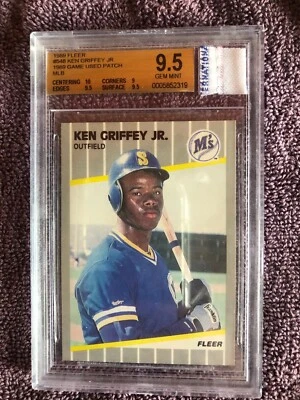 1989 FLEER
#548 KEN GRIFFEY JR
1989 GAME USED PATCH
MLB
CENTERING 10 CORNERS 9
EDGES 9.5 SURFACE 9.5
9.5
GEM MINT
0005852319
ERNATIONAL
KEN GRIFFEY JR.
OUTFIELD
M's
S
FLEER